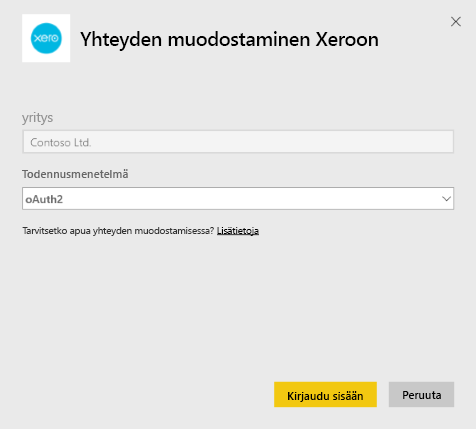 xero
Yhteyden muodostaminen Xeroon
yritys
Contoso Ltd.
Todennusmenetelmä
oAuth2
Tarvitsetko apua yhteyden muodostamisessa? Lisätietoja
Kirjaudu sisään
Peruuta